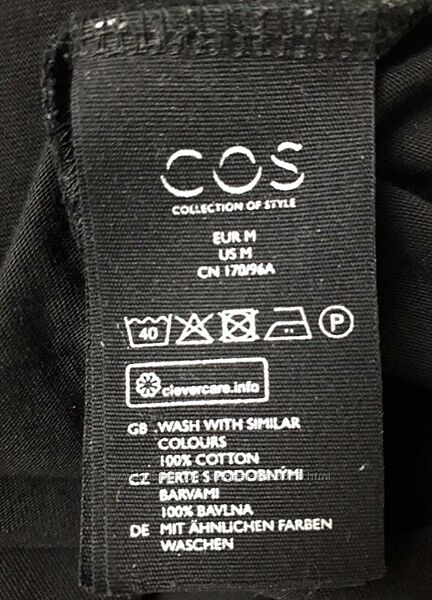 COS
COLLECTION OF STYLE
EUR M
US M
CN 170/96A
40 P
clevercare.info
GB WASH WITH SIMILAR
COLOURS
100% COTTON
CZ PERTE S PODOBNÝMI
BARVAMI
100% BAVLNA
DE MIT ÄHNLICHEN FARBEN
WASCHEN